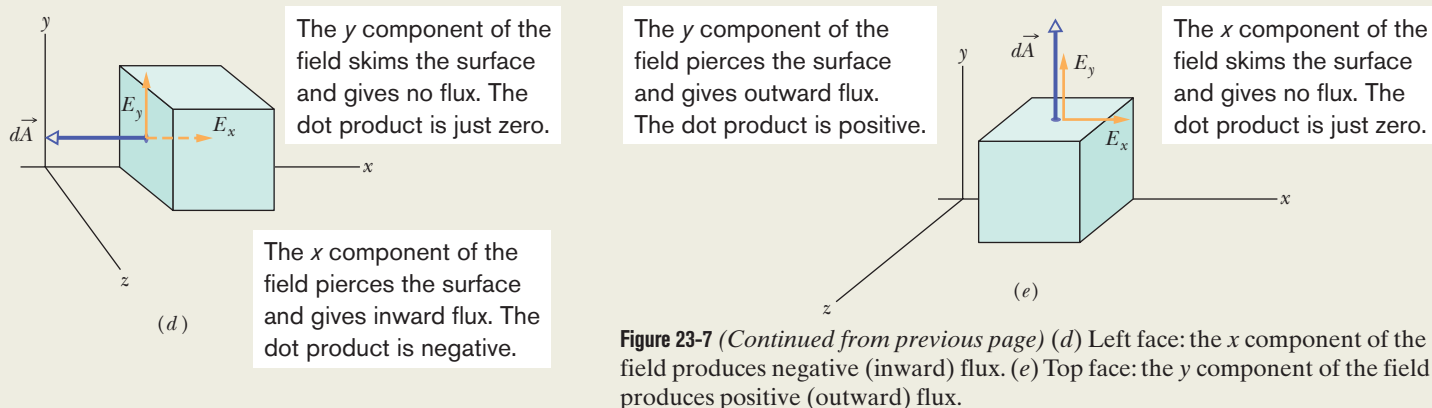 y
E_y
E_x
d\vec{A}
x
z
The y component of the
field skims the surface
and gives no flux. The
dot product is just zero.
The x component of the
field pierces the surface
and gives inward flux. The
dot product is negative.
(d)
The y component of the
field pierces the surface
and gives outward flux.
The dot product is positive.
d\vec{A}
y
E_y
E_x
x
z
The x component of the
field skims the surface
and gives no flux. The
dot product is just zero.
(e)
Figure 23-7 (Continued from previous page) (d) Left face: the x component of the
field produces negative (inward) flux. (e) Top face: the y component of the field
produces positive (outward) flux.